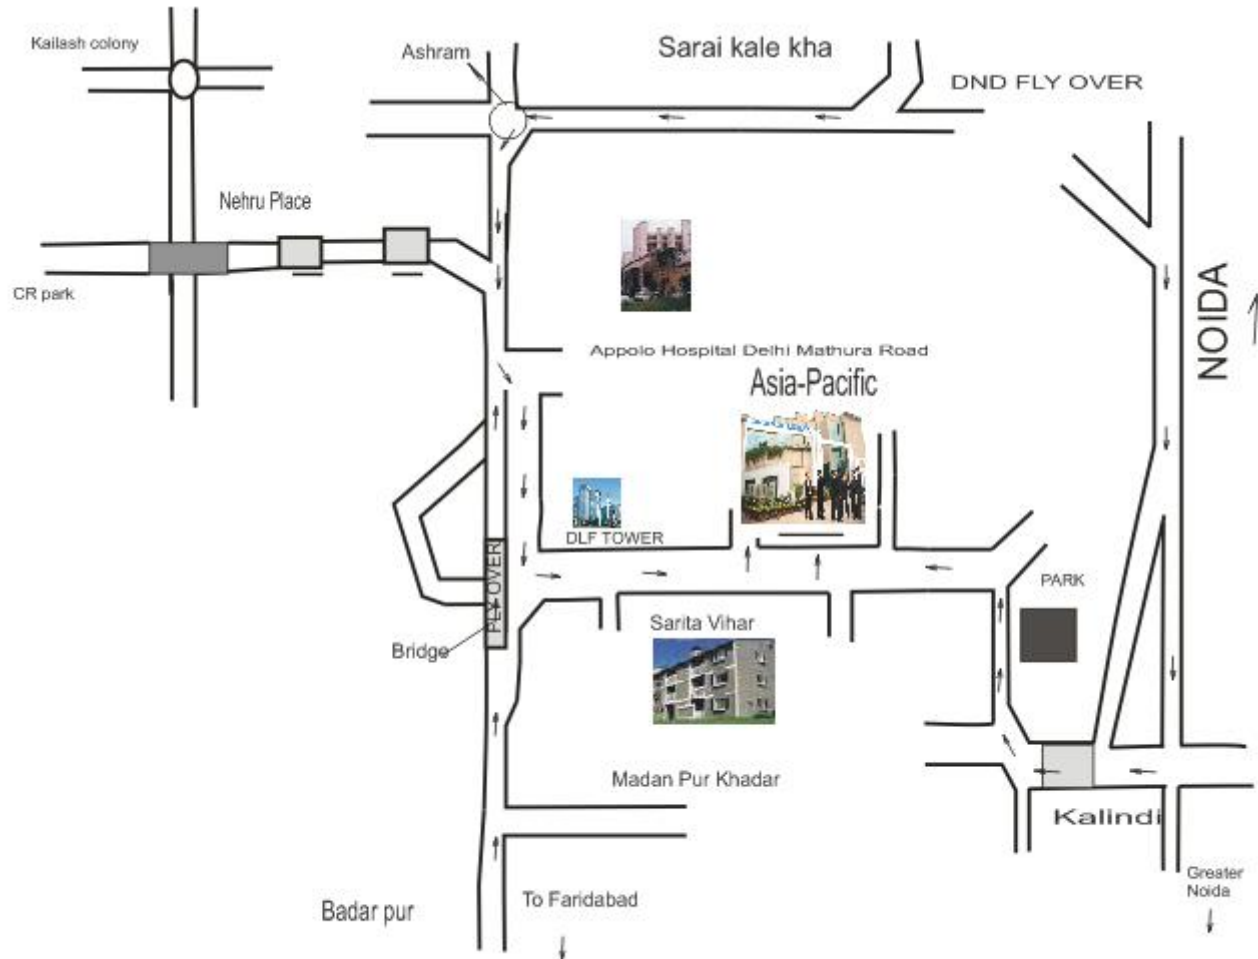 Kailash colony
Ashram
Sarai kale kha
DND FLY OVER
Nehru Place
CR park
NOIDA
Appolo Hospital Delhi Mathura Road
Asia-Pacific
DLF TOWER
FLY OVER
PARK
Bridge
Sarita Vihar
Madan Pur Khadar
Kalindi
Greater
Noida
To Faridabad
Badar pur